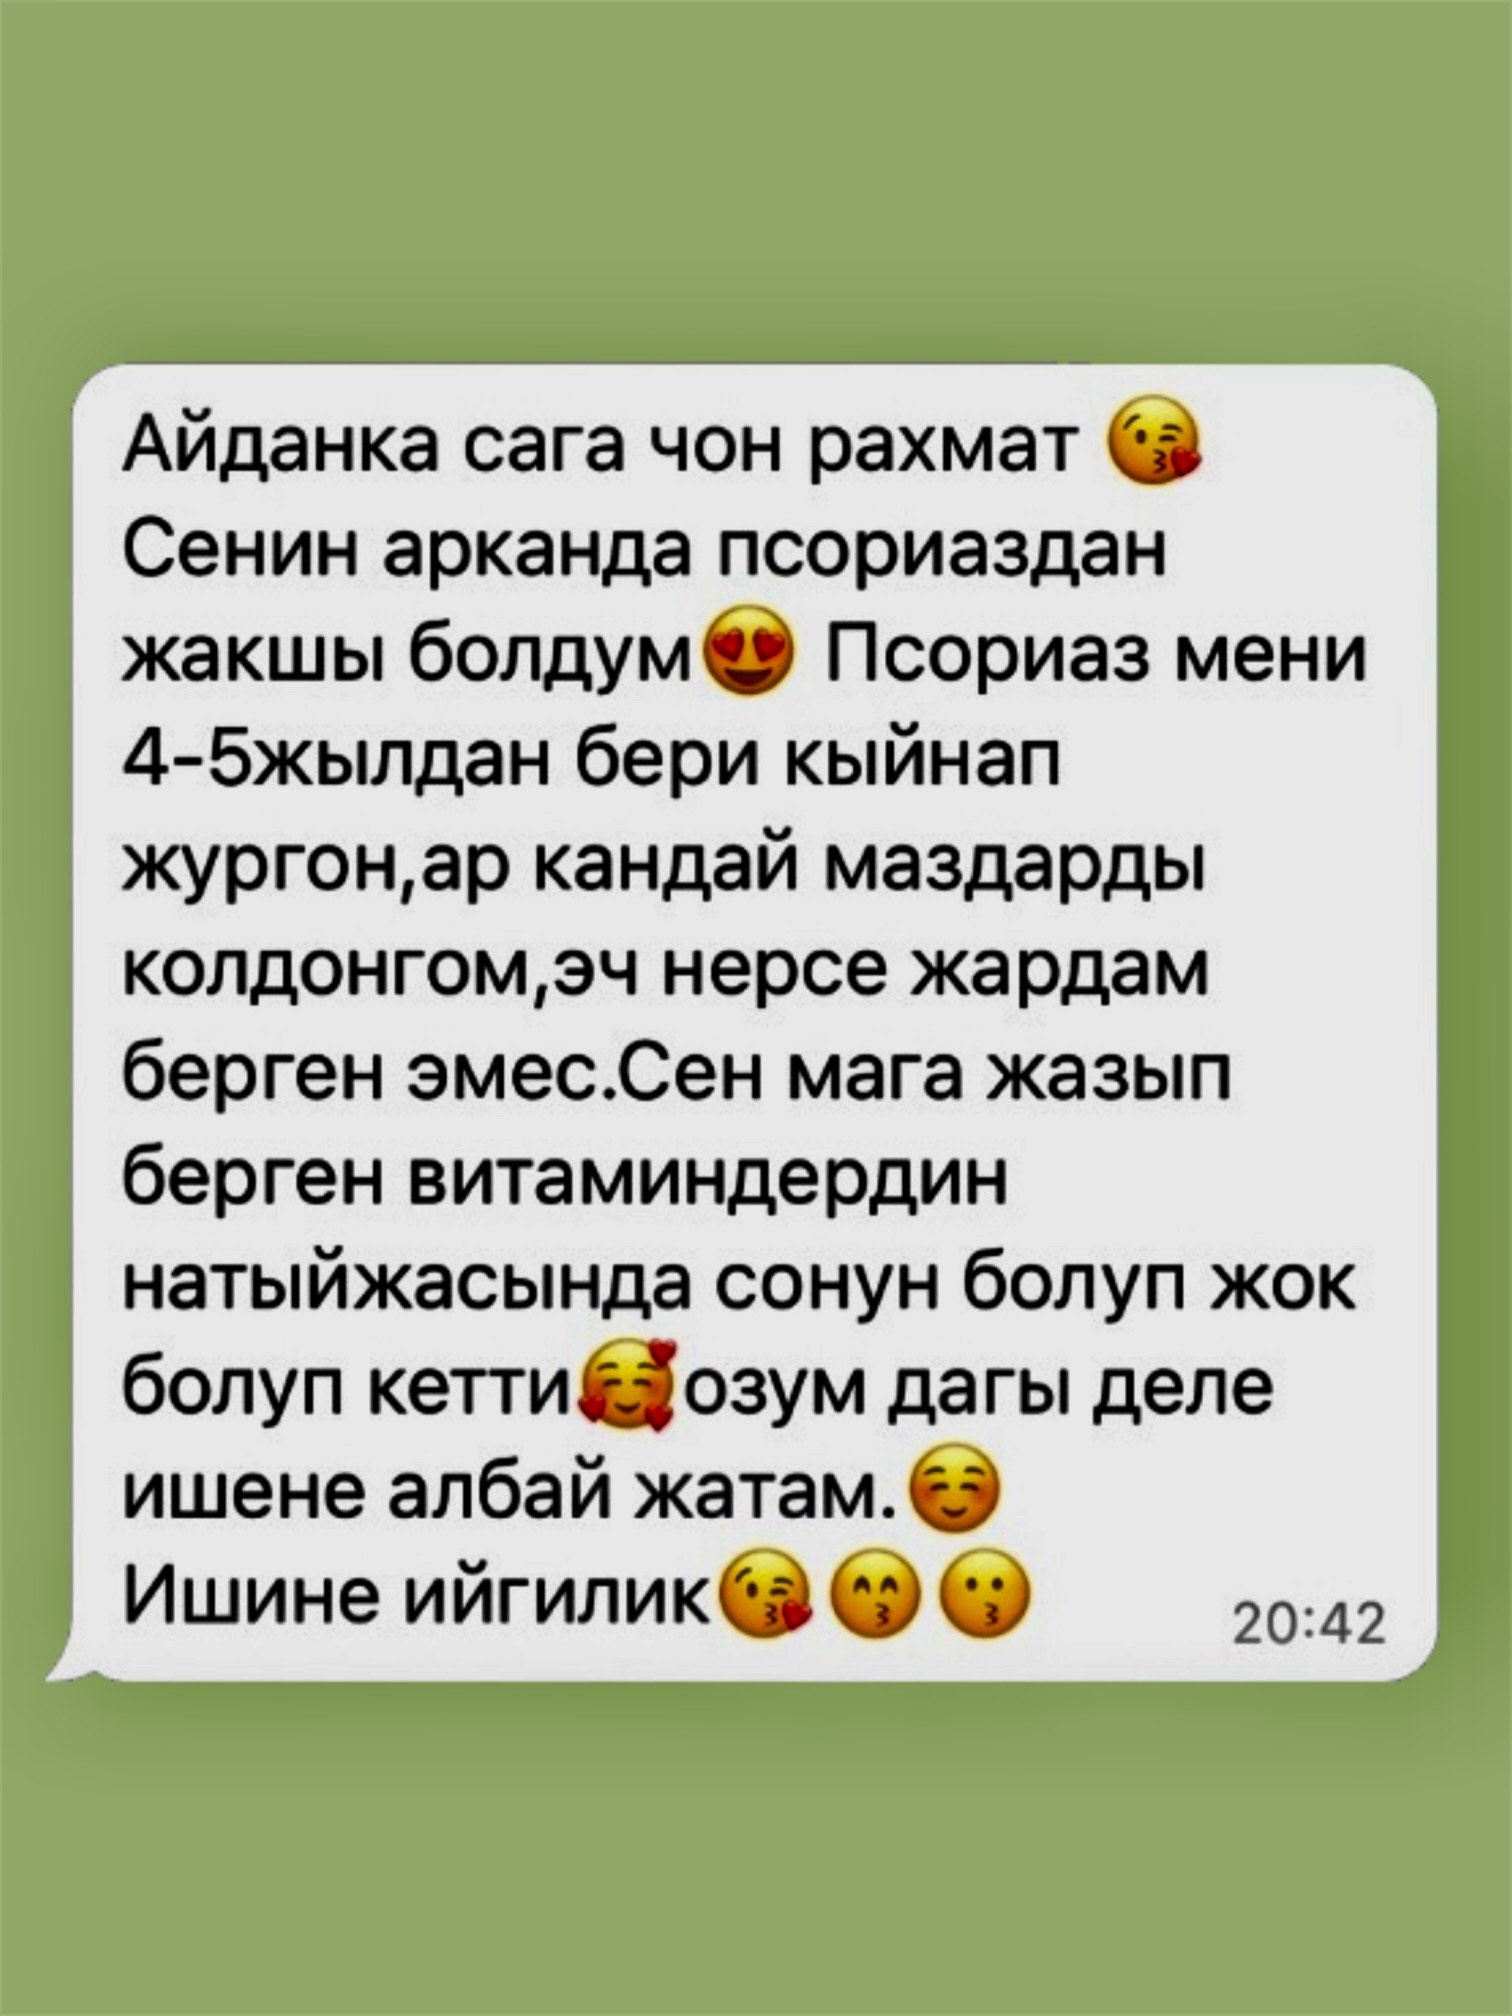 Айданка сага чон рахмат 😘
Сенин арканда псориаздан
жакшы болдум😍 Псориаз мени
4-5жылдан бери кыйнап
жургон,ар кандай маздарды
колдонгом,эч нерсе жардам
берген эмес.Сен мага жазып
берген витаминдердин
натыйжасында сонун болуп жок
болуп кетти🥰озум дагы деле
ишене албай жатам.☺️
Ишине ийгилик😘😙😗
20:42